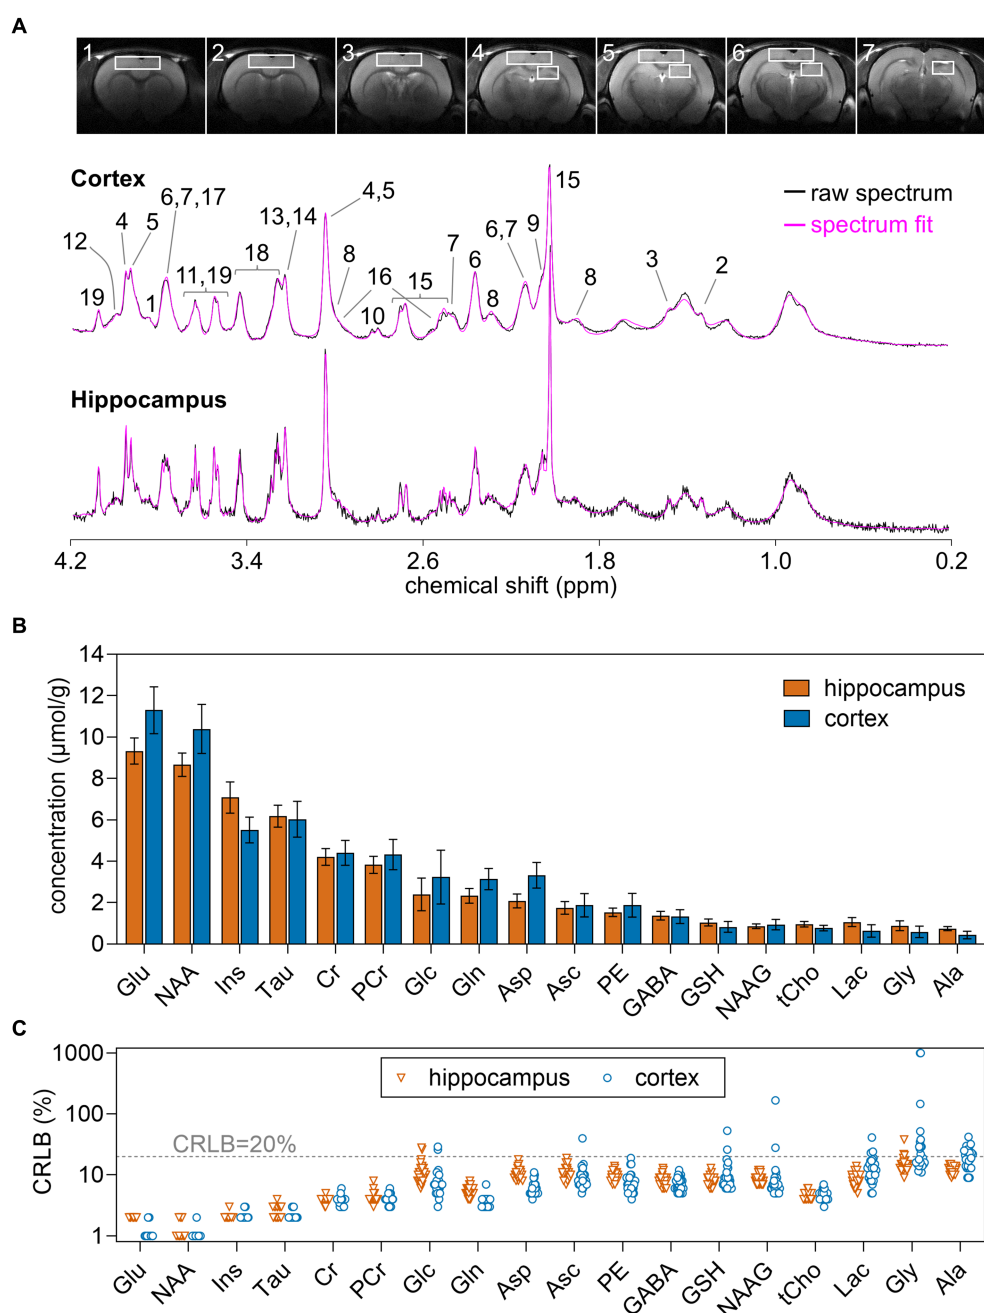 A
1 2 3 4 5 6 7
Cortex
raw spectrum
spectrum fit
15
6,7,17
4,5
4 5
13,14
12
18
8
7
6,7
9
11,19
16
15
6
3
2
8
8
19
1
10
Hippocampus
4.2 3.4 2.6 1.8 1.0 0.2
chemical shift (ppm)
B
14
12
10
8
6
4
2
0
concentration (µmol/g)
hippocampus
cortex
Glu NAA Ins Tau Cr PCr Glc Gln Asp Asc PE GABA GSH NAAG tCho Lac Gly Ala
C
1000
100
10
1
CRLB (%)
hippocampus cortex
CRLB=20%
Glu NAA Ins Tau Cr PCr Glc Gln Asp Asc PE GABA GSH NAAG tCho Lac Gly Ala